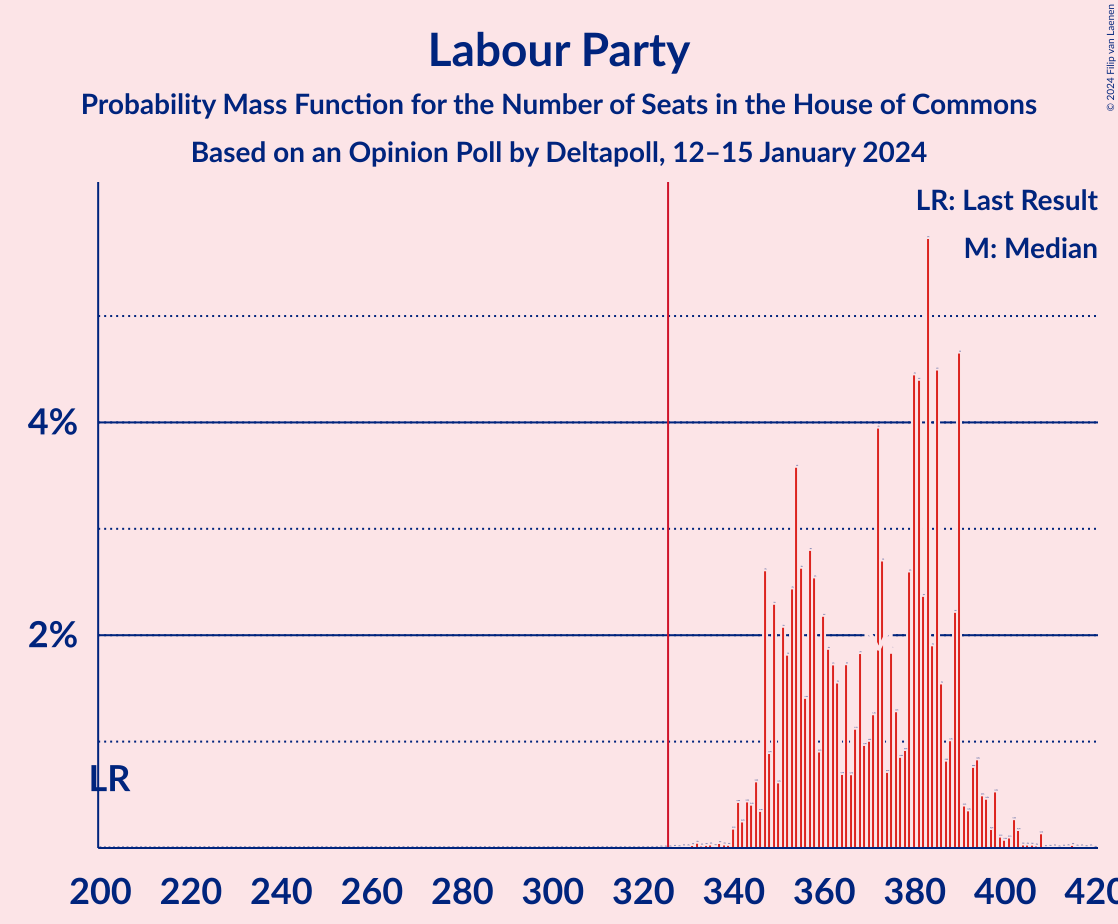 Labour Party
Probability Mass Function for the Number of Seats in the House of Commons
Based on an Opinion Poll by Deltapoll, 12–15 January 2024
© 2024 Filip van Laenen
LR: Last Result
M: Median
4%
2%
LR
200 220 240 260 280 300 320 340 360 380 400 420